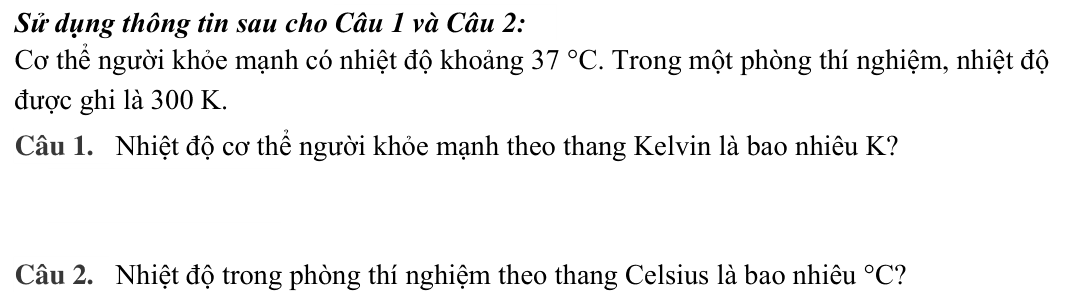 Sử dụng thông tin sau cho Câu 1 và Câu 2:
Cơ thể người khỏe mạnh có nhiệt độ khoảng 37 °C. Trong một phòng thí nghiệm, nhiệt độ
được ghi là 300 K.
Câu 1. Nhiệt độ cơ thể người khỏe mạnh theo thang Kelvin là bao nhiêu K?
Câu 2. Nhiệt độ trong phòng thí nghiệm theo thang Celsius là bao nhiêu °C?